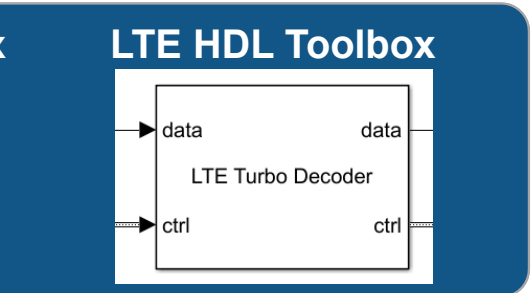 LTE HDL Toolbox
data data
LTE Turbo Decoder
ctrl ctrl